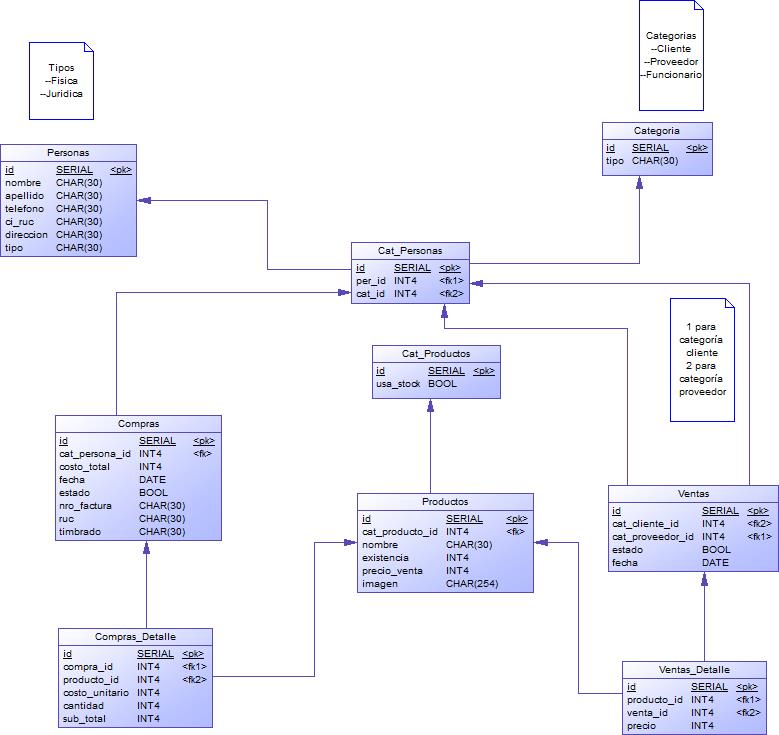 Tipos
--Fisica
--Juridica
Categorias
--Cliente
--Proveedor
--Funcionario
Categoria
id SERIAL <pk>
tipo CHAR(30)
Personas
id SERIAL <pk>
nombre CHAR(30)
apellido CHAR(30)
telefono CHAR(30)
ci_ruc CHAR(30)
direccion CHAR(30)
tipo CHAR(30)
Cat_Personas
id SERIAL <pk>
per_id INT4 <fk1>
cat_id INT4 <fk2>
1 para
categoría
cliente
2 para
categoría
proveedor
Cat_Productos
id SERIAL <pk>
usa_stock BOOL
Compras
id SERIAL <pk>
cat_persona_id INT4 <fk>
costo_total INT4
fecha DATE
estado BOOL
nro_factura CHAR(30)
ruc CHAR(30)
timbrado CHAR(30)
Productos
id SERIAL <pk>
cat_producto_id INT4 <fk>
nombre CHAR(30)
existencia INT4
precio_venta INT4
imagen CHAR(254)
Ventas
id SERIAL <pk>
cat_cliente_id INT4 <fk2>
cat_proveedor_id INT4 <fk1>
estado BOOL
fecha DATE
Compras_Detalle
id SERIAL <pk>
compra_id INT4 <fk1>
producto_id INT4 <fk2>
costo_unitario INT4
cantidad INT4
sub_total INT4
Ventas_Detalle
id SERIAL <pk>
producto_id INT4 <fk1>
venta_id INT4 <fk2>
precio INT4